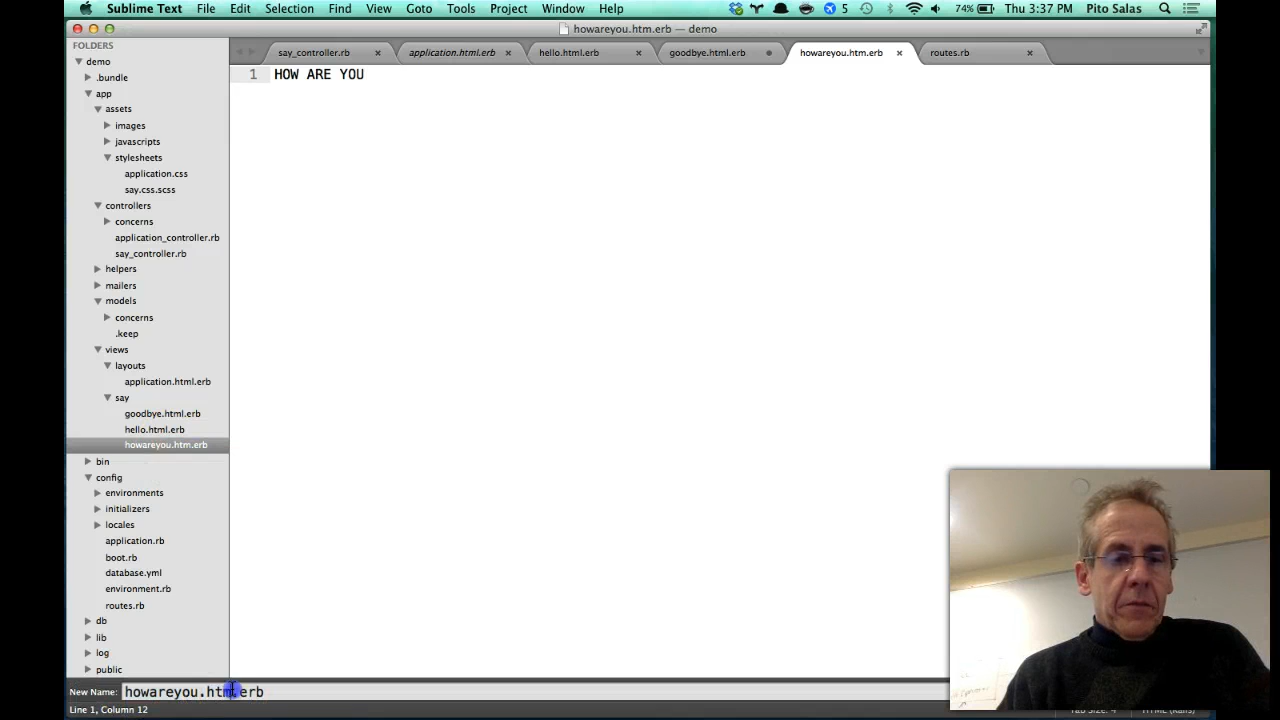 Sublime Text File Edit Selection Find View Goto Tools Project Window Help 5 74% Thu 3:37 PM Pito Salas
howareyou.htm.erb — demo
FOLDERS
say_controller.rb application.html.erb hello.html.erb goodbye.html.erb howareyou.htm.erb routes.rb
demo
1 HOW ARE YOU
.bundle
app
assets
images
javascripts
stylesheets
application.css
say.css.scss
controllers
concerns
application_controller.rb
say_controller.rb
helpers
mailers
models
concerns
.keep
views
layouts
application.html.erb
say
goodbye.html.erb
hello.html.erb
howareyou.htm.erb
bin
config
environments
initializers
locales
application.rb
boot.rb
database.yml
environment.rb
routes.rb
db
lib
log
public
New Name: howareyou.htm.erb
Line 1, Column 12